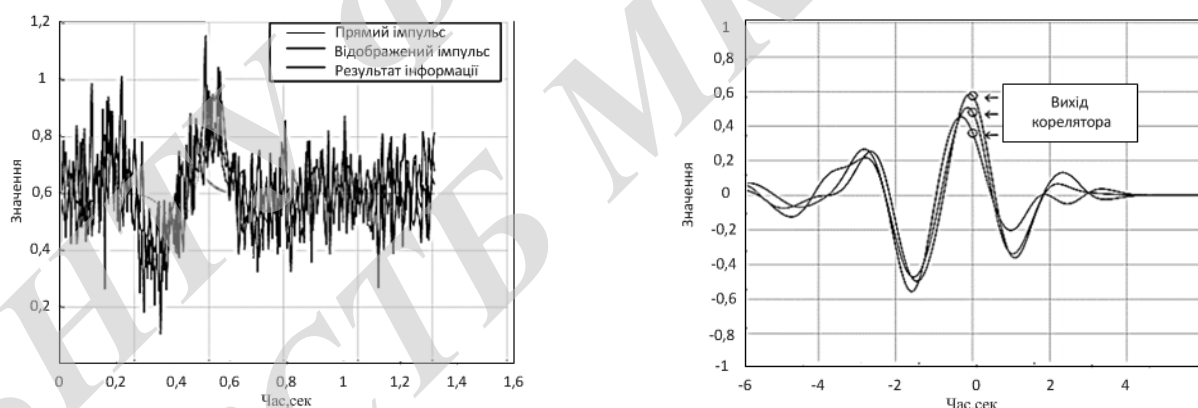 1,2
1
0,8
0,6
0,4
0,2
Значення
Прямий імпульс
Відображений імпульс
Результат інформації
0 0,2 0,4 0,6 0,8 1 1,2 1,4 1,6
Час,сек
1
0,8
0,6
0,4
0,2
0
-0,2
-0,4
-0,6
-0,8
-1
Значення
Вихід
корелятора
-6 -4 -2 0 2 4
Час,сек